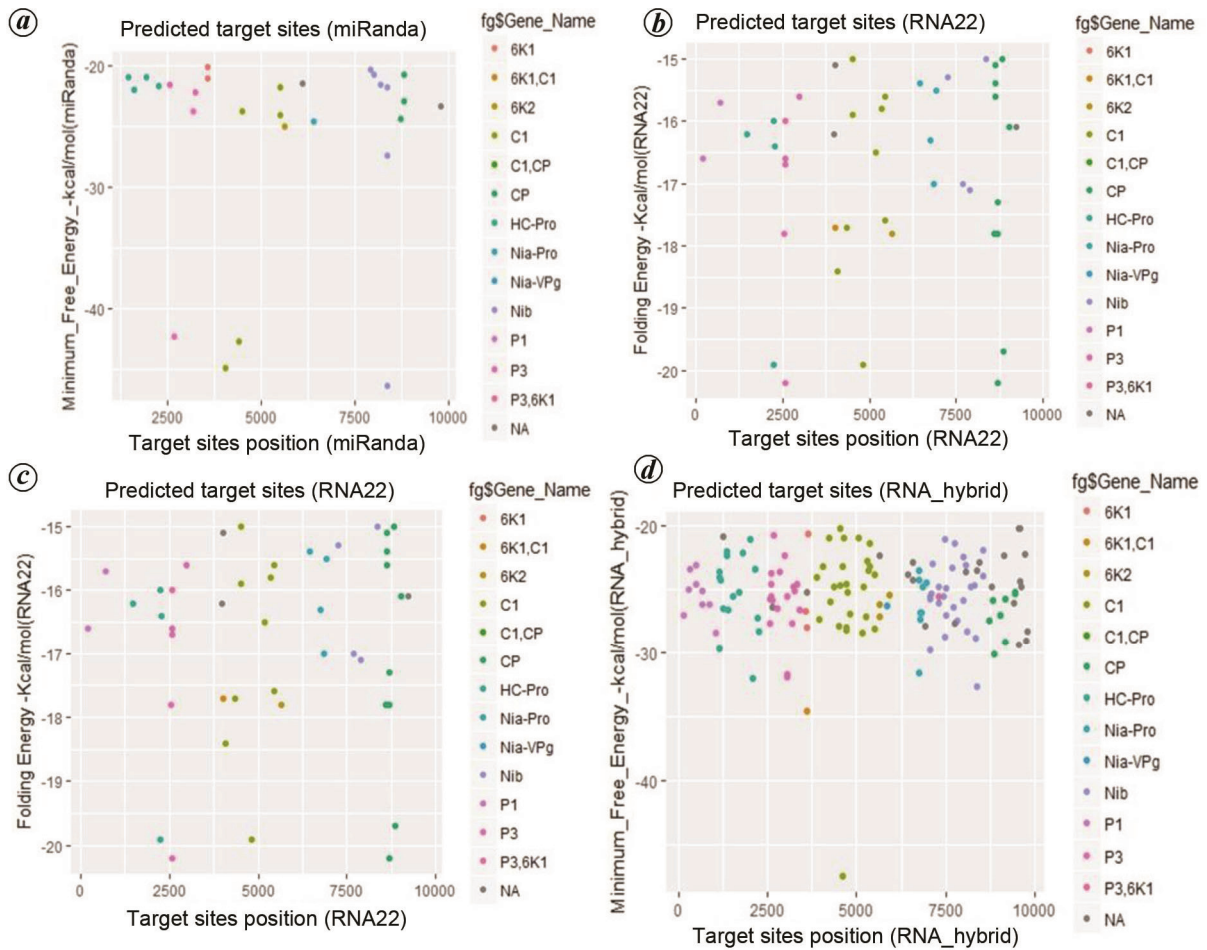 a
Predicted target sites (miRanda)
Minimum_Free_Energy_-kcal/mol(miRanda)
-20
-30
-40
2500
5000
7500
10000
Target sites position (miRanda)
fg$Gene_Name
6K1
6K1,C1
6K2
C1
C1,CP
CP
HC-Pro
Nia-Pro
Nia-VPg
Nib
P1
P3
P3,6K1
NA
b
Predicted target sites (RNA22)
Folding Energy -Kcal/mol(RNA22)
-15
-16
-17
-18
-19
-20
0
2500
5000
7500
10000
Target sites position (RNA22)
fg$Gene_Name
6K1
6K1,C1
6K2
C1
C1,CP
CP
HC-Pro
Nia-Pro
Nia-VPg
Nib
P1
P3
P3,6K1
NA
c
Predicted target sites (RNA22)
Folding Energy -Kcal/mol(RNA22)
-15
-16
-17
-18
-19
-20
0
2500
5000
7500
10000
Target sites position (RNA22)
fg$Gene_Name
6K1
6K1,C1
6K2
C1
C1,CP
CP
HC-Pro
Nia-Pro
Nia-VPg
Nib
P1
P3
P3,6K1
NA
d
Predicted target sites (RNA_hybrid)
Minimum_Free_Energy_-kcal/mol(RNA_hybrid)
-20
-30
-40
0
2500
5000
7500
10000
Target sites position (RNA_hybrid)
fg$Gene_Name
6K1
6K1,C1
6K2
C1
C1,CP
CP
HC-Pro
Nia-Pro
Nia-VPg
Nib
P1
P3
P3,6K1
NA